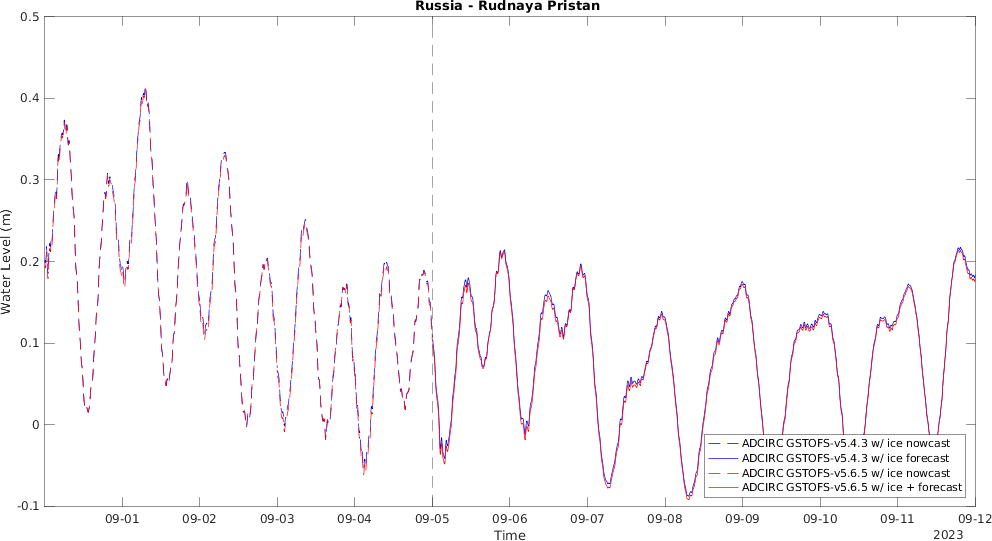 Russia - Rudnaya Pristan
0.5
0.4
0.3
0.2
0.1
0
-0.1
Water Level (m)
09-01 09-02 09-03 09-04 09-05 09-06 09-07 09-08 09-09 09-10 09-11 09-12
Time
2023
ADCIRC GSTOFS-v5.4.3 w/ ice nowcast
ADCIRC GSTOFS-v5.4.3 w/ ice forecast
ADCIRC GSTOFS-v5.6.5 w/ ice nowcast
ADCIRC GSTOFS-v5.6.5 w/ ice + forecast